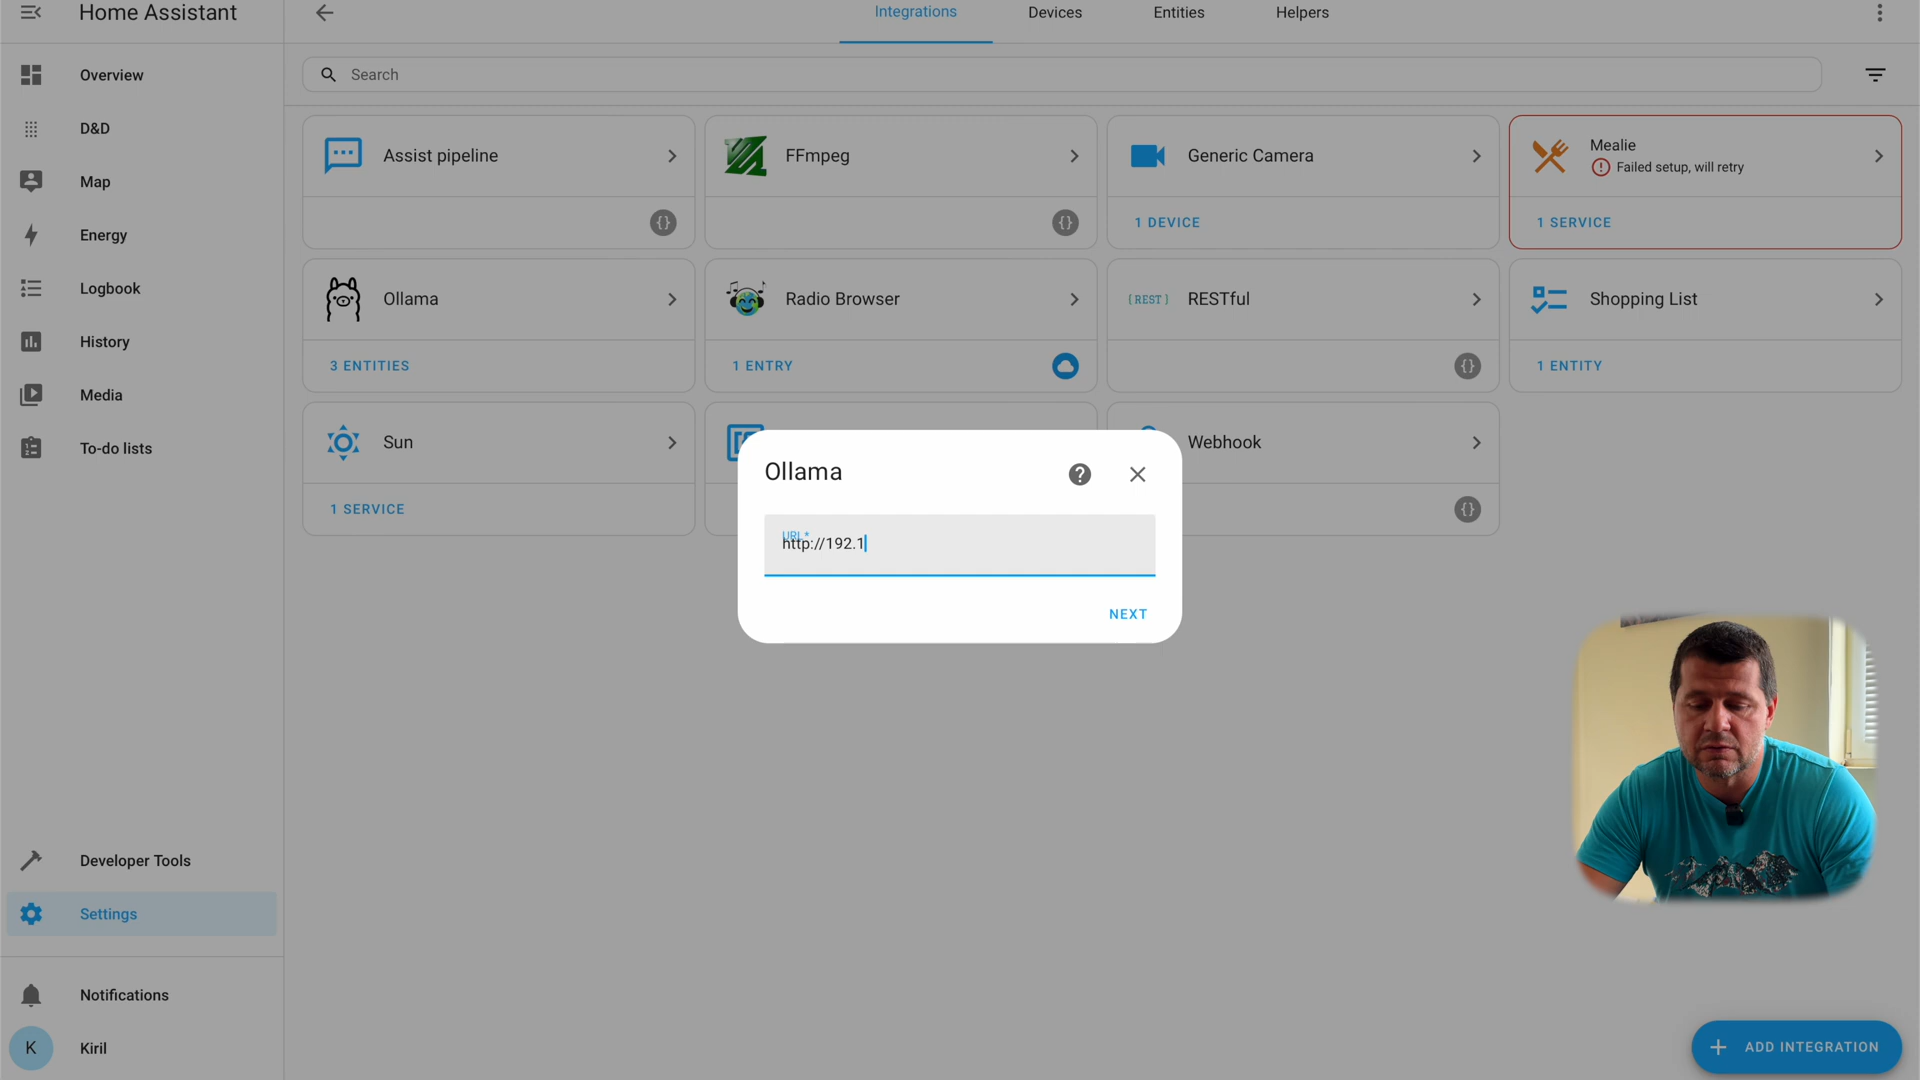 Home Assistant
Integrations
Devices
Entities
Helpers
Overview
D&D
Map
Energy
Logbook
History
Media
To-do lists
Developer Tools
Settings
Notifications
K
Kiril
Search
Assist pipeline
{}
FFmpeg
{}
Generic Camera
1 DEVICE
Mealie
Failed setup, will retry
1 SERVICE
Ollama
3 ENTITIES
Radio Browser
1 ENTRY
{ REST }
RESTful
{}
Shopping List
1 ENTITY
Sun
1 SERVICE
Webhook
{}
Ollama
URL*
http://192.1
NEXT
ADD INTEGRATION